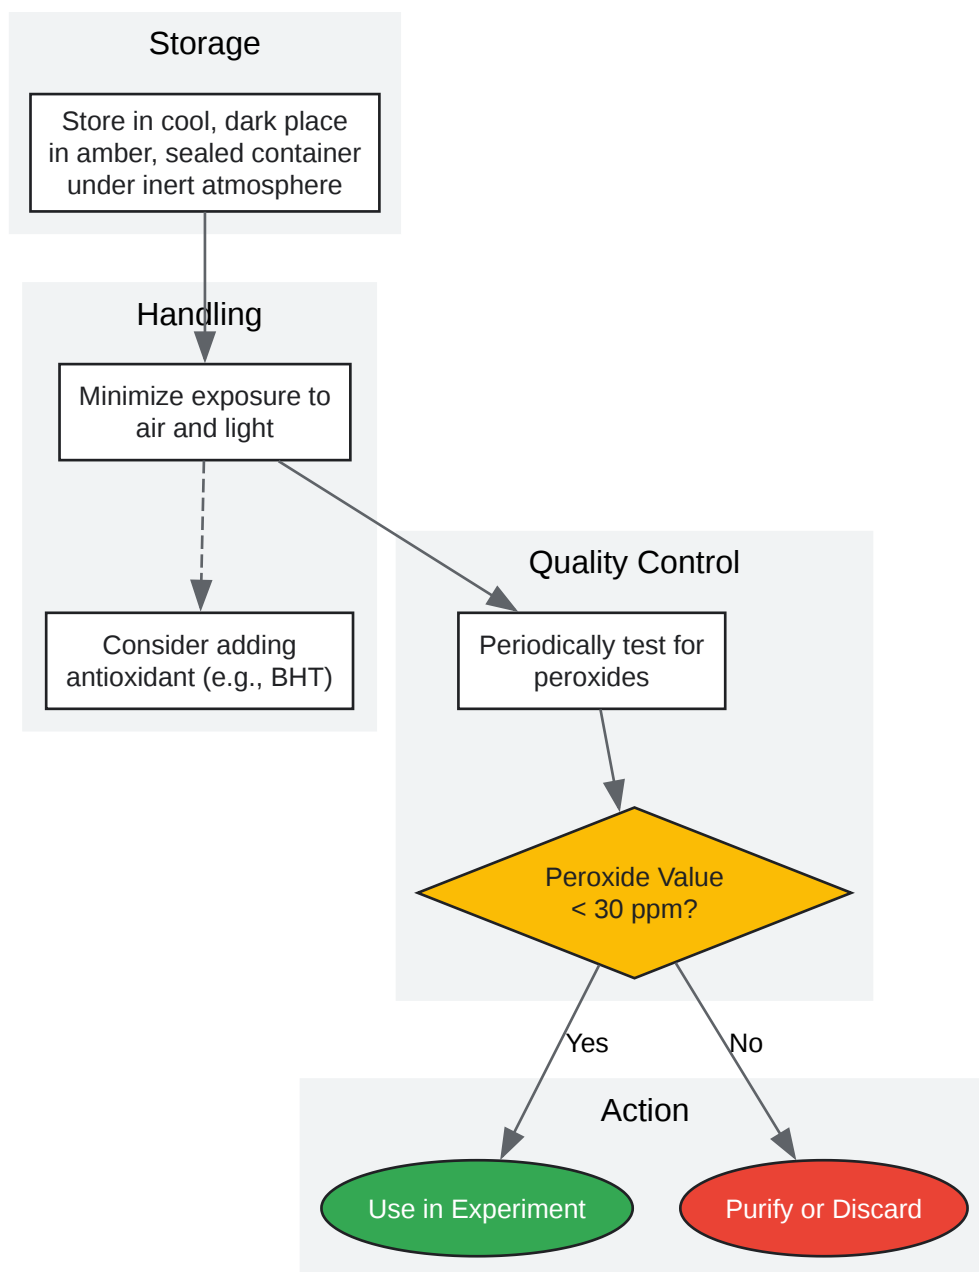 Storage
Store in cool, dark place
in amber, sealed container
under inert atmosphere
Handling
Minimize exposure to
air and light
Consider adding
antioxidant (e.g., BHT)
Quality Control
Periodically test for
peroxides
Peroxide Value
< 30 ppm?
Yes
No
Action
Use in Experiment
Purify or Discard